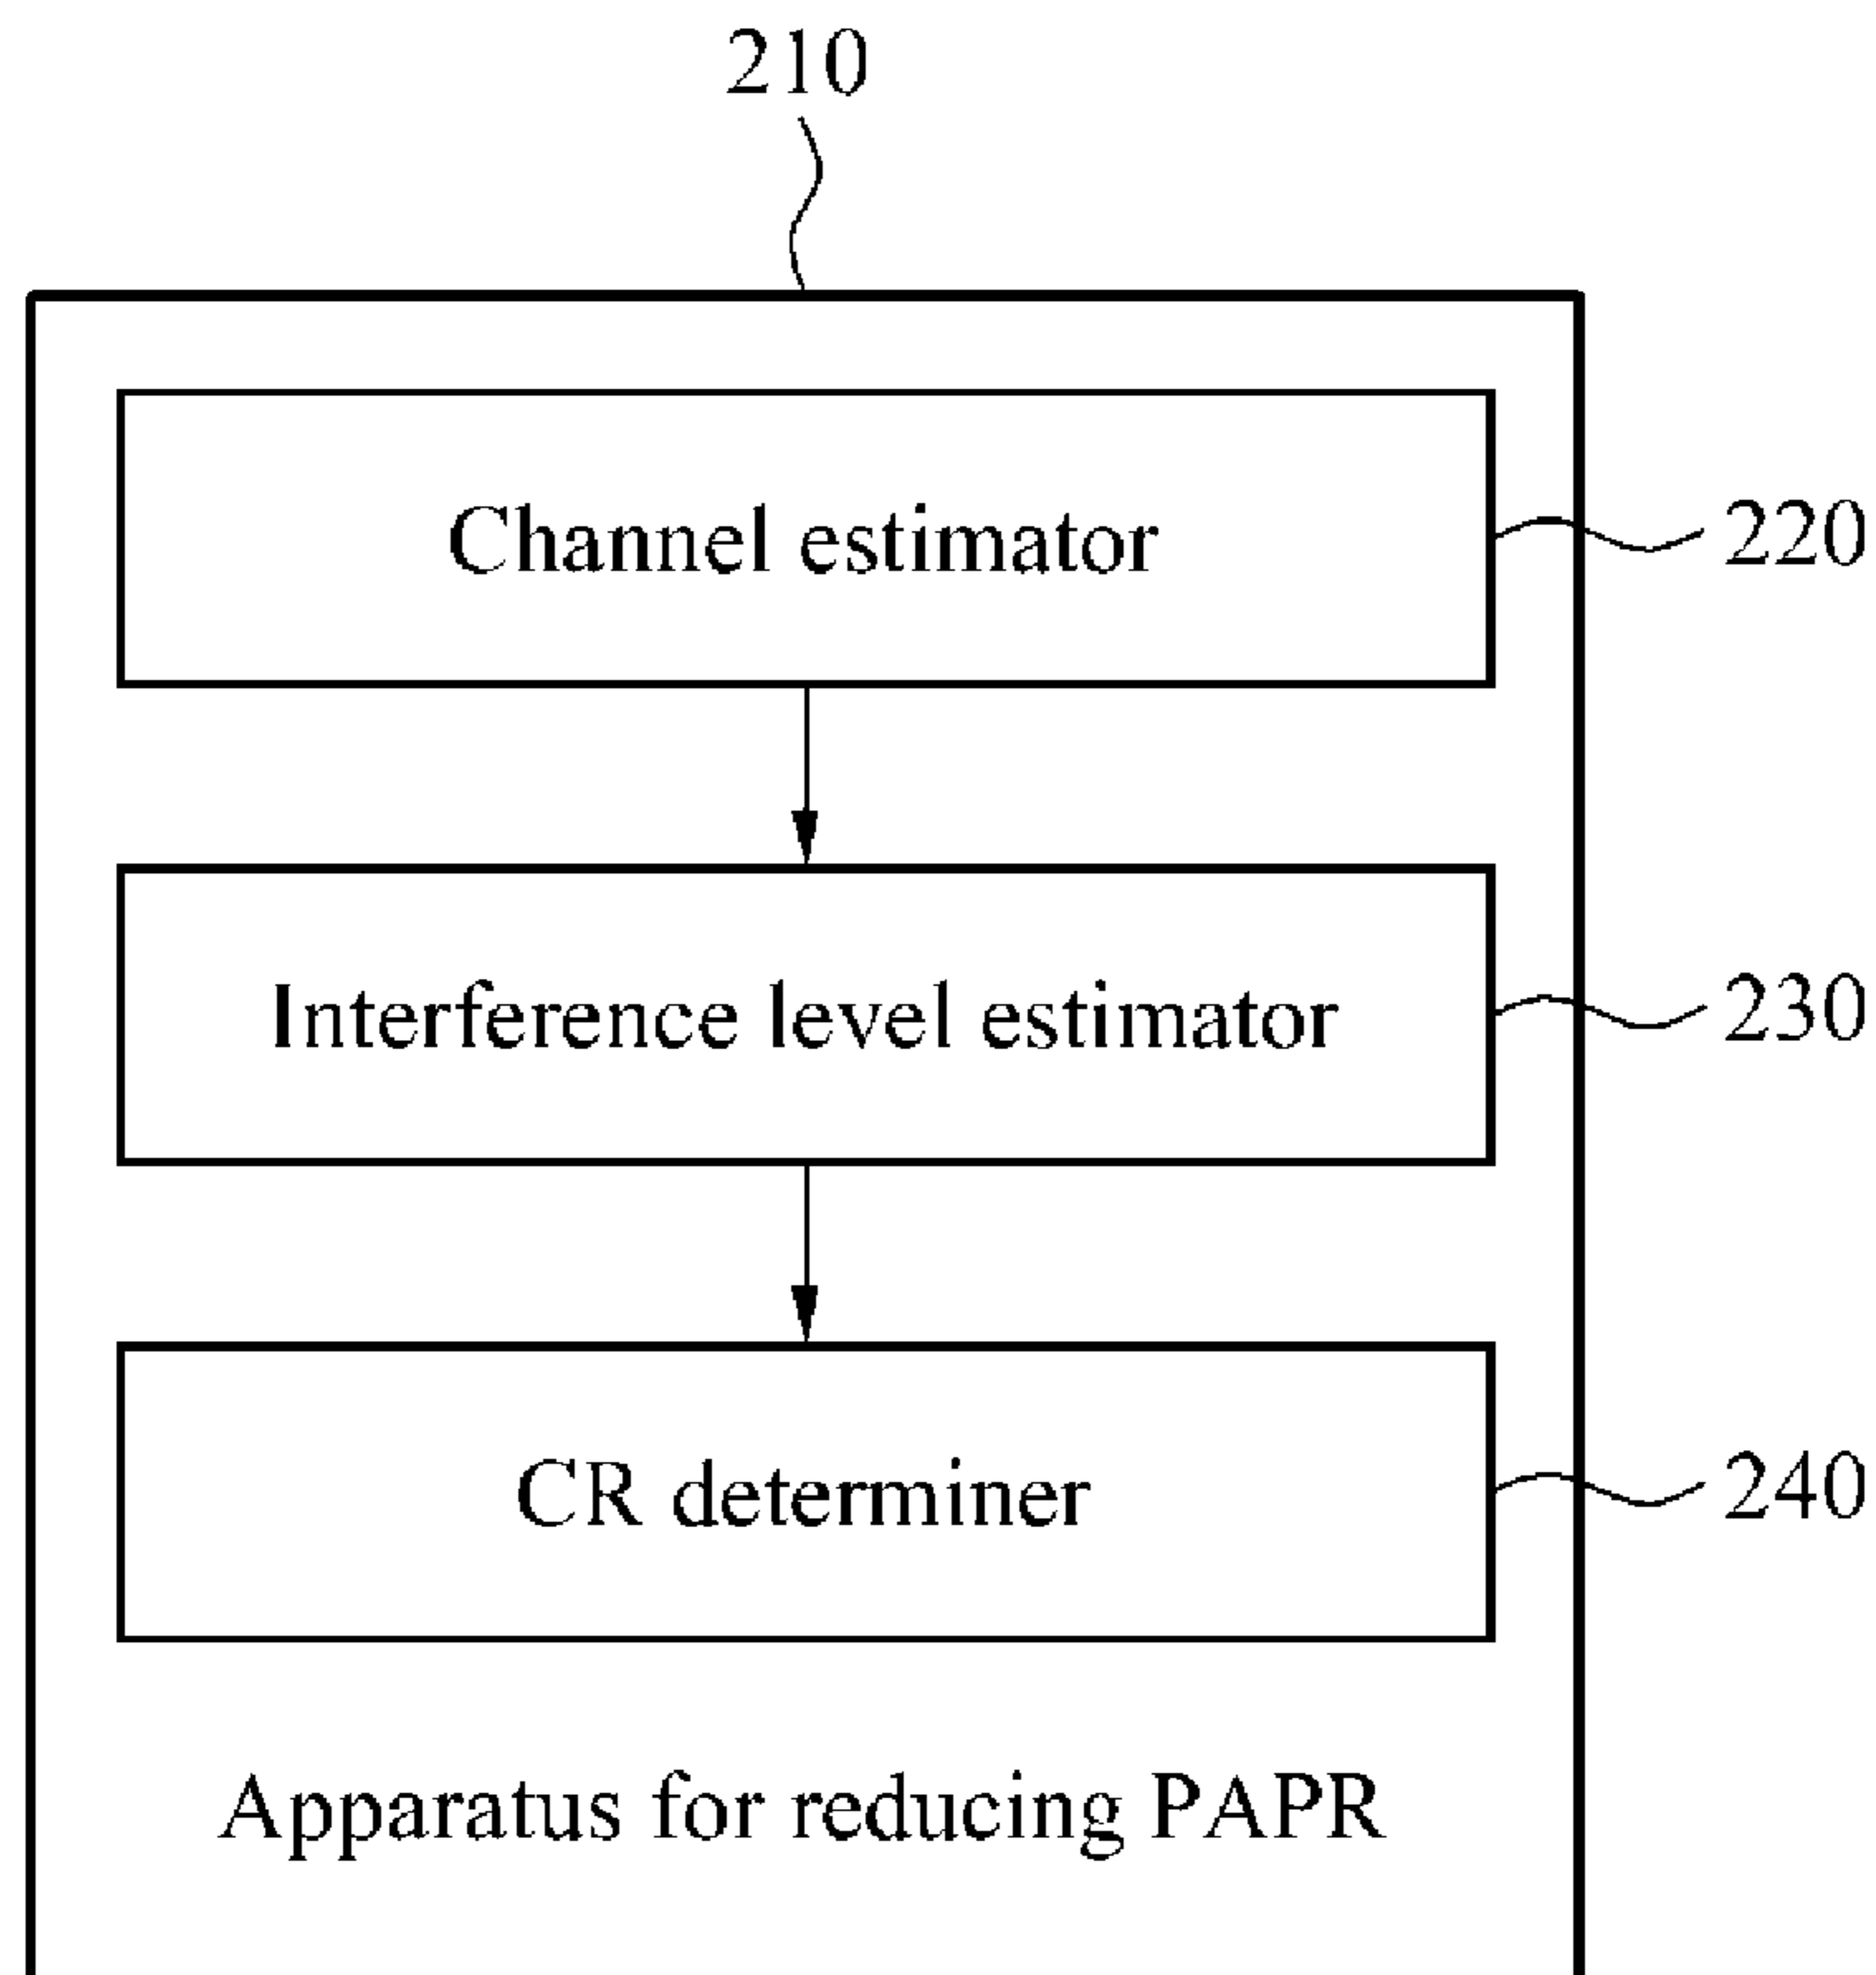 210
Channel estimator
220
Interference level estimator
230
CR determiner
240
Apparatus for reducing PAPR